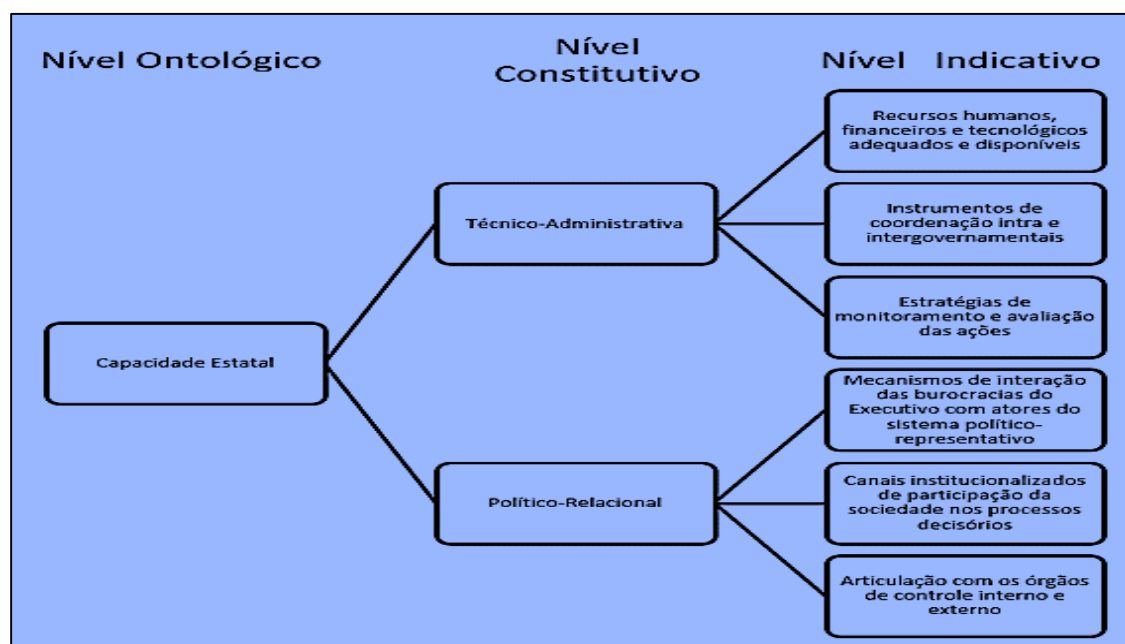 Nível Ontológico
Nível
Constitutivo
Nível Indicativo
Recursos humanos,
financeiros e tecnológicos
adequados e disponíveis
Técnico-Administrativa
Instrumentos de
coordenação intra e
intergovernamentais
Estratégias de
monitoramento e avaliação
das ações
Capacidade Estatal
Mecanismos de interação
das burocracias do
Executivo com atores do
sistema político-
representativo
Político-Relacional
Canais institucionalizados
de participação da
sociedade nos processos
decisórios
Articulação com os órgãos
de controle interno e
externo